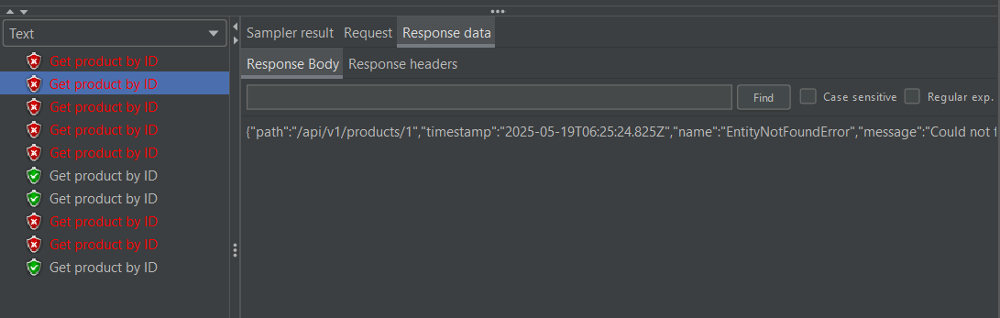 Text
Get product by ID
Get product by ID
Get product by ID
Get product by ID
Get product by ID
Get product by ID
Get product by ID
Get product by ID
Get product by ID
Get product by ID
Sampler result Request Response data
Response Body Response headers
Find Case sensitive Regular exp.
{"path":"/api/v1/products/1","timestamp":"2025-05-19T06:25:24.825Z","name":"EntityNotFoundError","message":"Could not